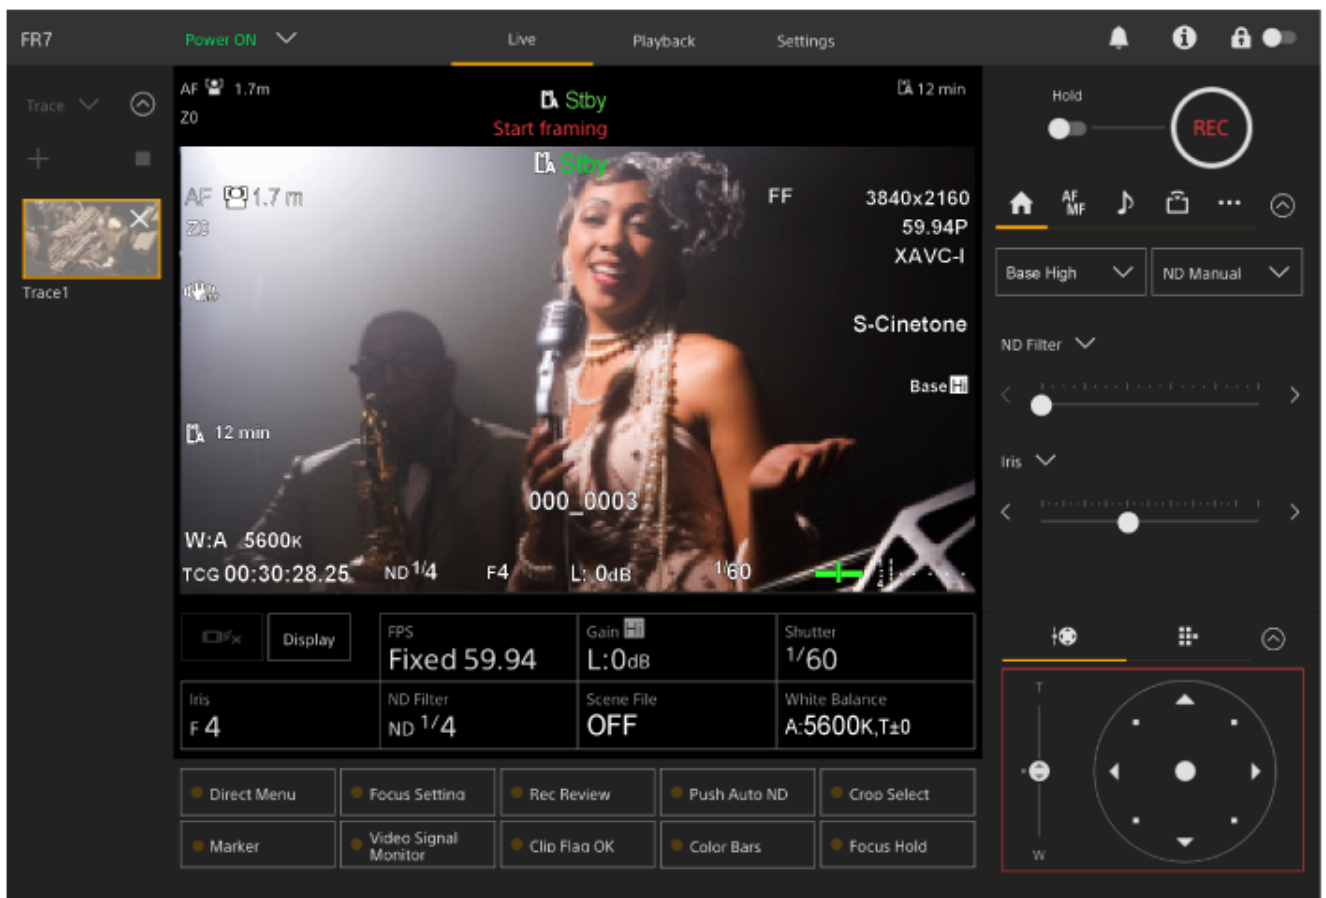 FR7
Power ON
Live
Playback
Settings
Trace
Trace1
AF 1.7m
Z0
Stby
Start framing
12 min
Stby
AF 1.7 m
Z0
FF
3840x2160
59.94P
XAVC-I
S-Cinetone
Base Hi
12 min
000_0003
W:A 5600K
TCG 00:30:28.25
ND 1/4
F4
L: 0dB
1/60
Display
FPS
Fixed 59.94
Gain Hi
L:0dB
Shutter
1/60
Iris
F 4
ND Filter
ND 1/4
Scene File
OFF
White Balance
A:5600K,T±0
Direct Menu
Focus Setting
Rec Review
Push Auto ND
Crop Select
Marker
Video Signal
Monitor
Clip Flag OK
Color Bars
Focus Hold
Hold
REC
AF
MF
Base High
ND Manual
ND Filter
Iris
T
W